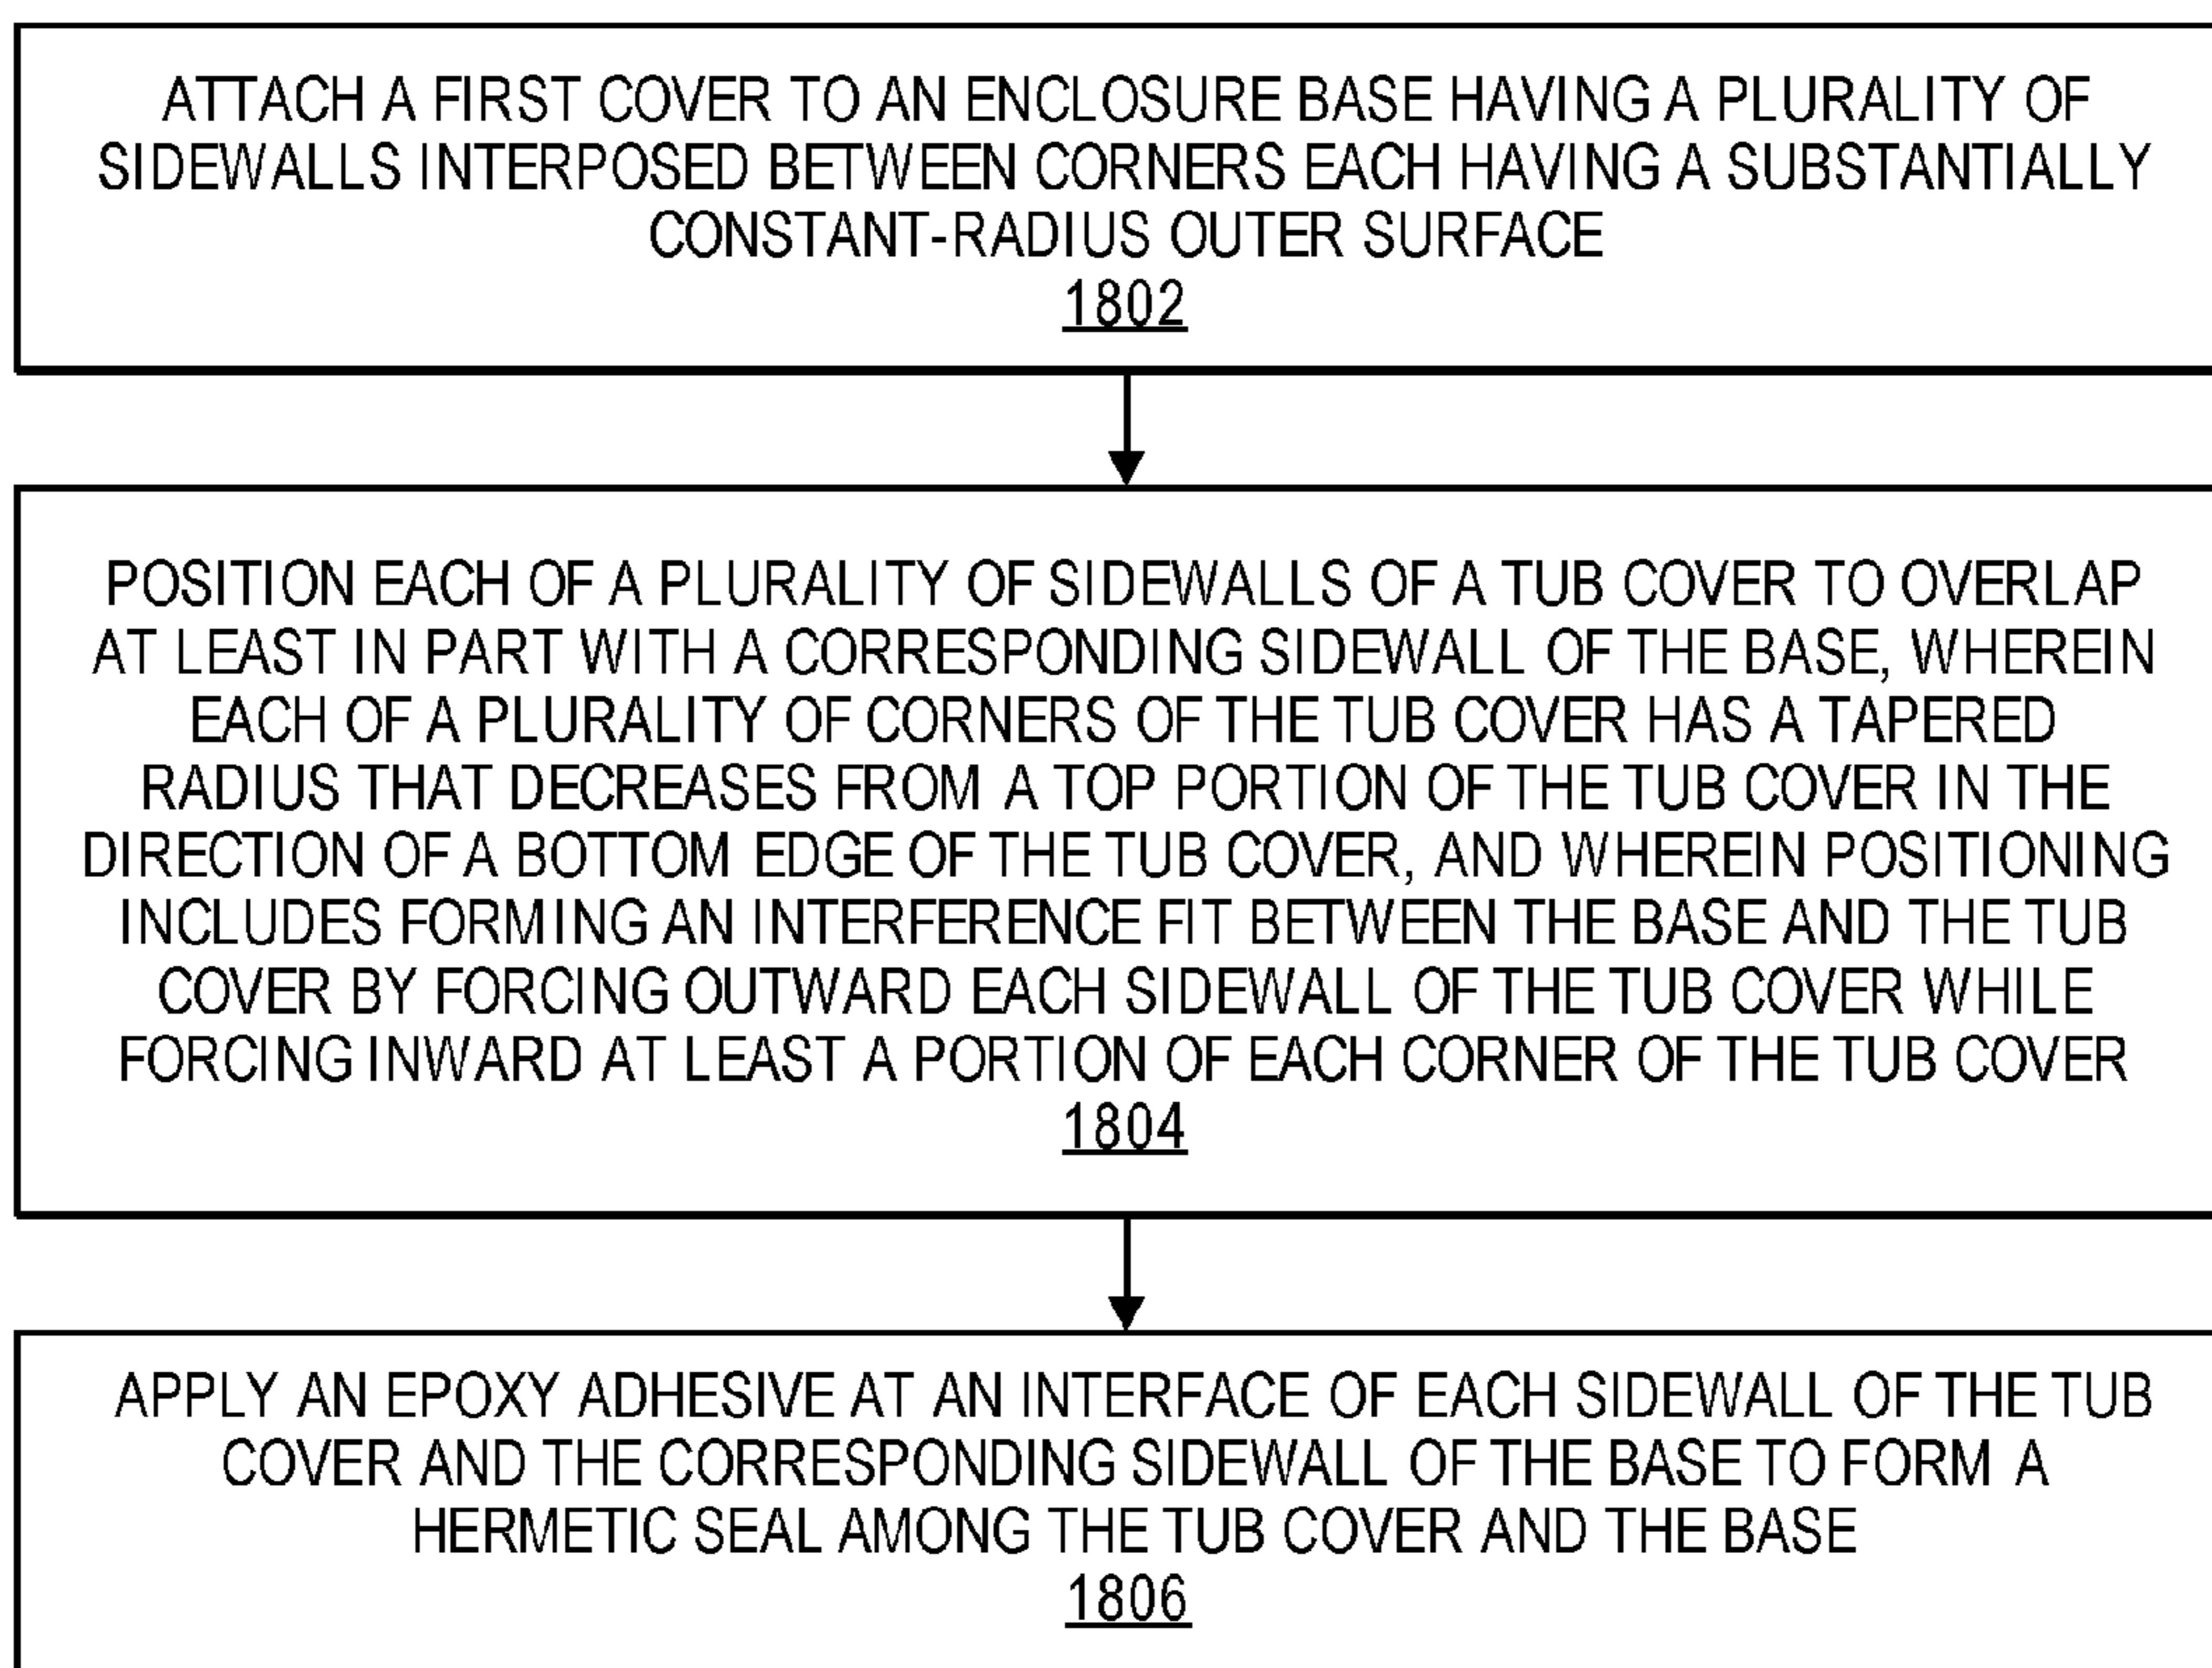 ATTACH A FIRST COVER TO AN ENCLOSURE BASE HAVING A PLURALITY OF
SIDEWALLS INTERPOSED BETWEEN CORNERS EACH HAVING A SUBSTANTIALLY
CONSTANT-RADIUS OUTER SURFACE
1802
POSITION EACH OF A PLURALITY OF SIDEWALLS OF A TUB COVER TO OVERLAP
AT LEAST IN PART WITH A CORRESPONDING SIDEWALL OF THE BASE, WHEREIN
EACH OF A PLURALITY OF CORNERS OF THE TUB COVER HAS A TAPERED
RADIUS THAT DECREASES FROM A TOP PORTION OF THE TUB COVER IN THE
DIRECTION OF A BOTTOM EDGE OF THE TUB COVER, AND WHEREIN POSITIONING
INCLUDES FORMING AN INTERFERENCE FIT BETWEEN THE BASE AND THE TUB
COVER BY FORCING OUTWARD EACH SIDEWALL OF THE TUB COVER WHILE
FORCING INWARD AT LEAST A PORTION OF EACH CORNER OF THE TUB COVER
1804
APPLY AN EPOXY ADHESIVE AT AN INTERFACE OF EACH SIDEWALL OF THE TUB
COVER AND THE CORRESPONDING SIDEWALL OF THE BASE TO FORM A
HERMETIC SEAL AMONG THE TUB COVER AND THE BASE
1806